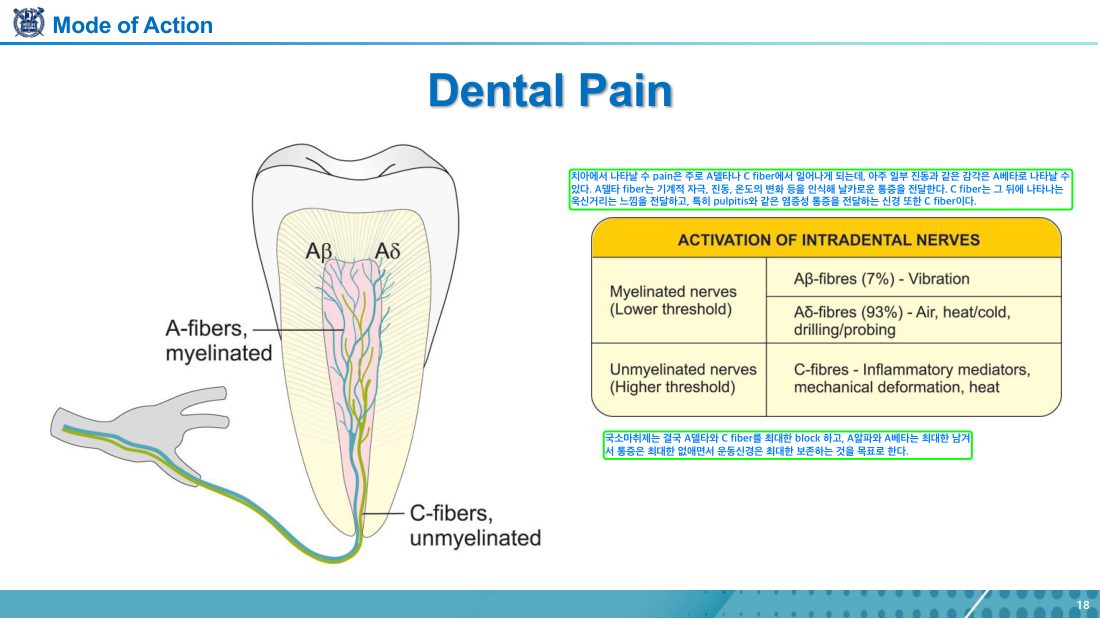 Mode of Action
Dental Pain
치아에서 나타날 수 pain은 주로 A델타나 C fiber에서 일어나게 되는데, 아주 일부 진동과 같은 감각은 A베타로 나타날 수
있다. A델타 fiber는 기계적 자극, 진동, 온도의 변화 등을 인식해 날카로운 통증을 전달한다. C fiber는 그 뒤에 나타나는
욱신거리는 느낌을 전달하고, 특히 pulpitis와 같은 염증성 통증을 전달하는 신경 또한 C fiber이다.
Aβ
Aδ
A-fibers,
myelinated
C-fibers,
unmyelinated
ACTIVATION OF INTRADENTAL NERVES
Myelinated nerves
(Lower threshold)
Aβ-fibres (7%) - Vibration
Aδ-fibres (93%) - Air, heat/cold,
drilling/probing
Unmyelinated nerves
(Higher threshold)
C-fibres - Inflammatory mediators,
mechanical deformation, heat
국소마취제는 결국 A델타와 C fiber를 최대한 block 하고, A알파와 A베타는 최대한 남겨
서 통증은 최대한 없애면서 운동신경은 최대한 보존하는 것을 목표로 한다.
18